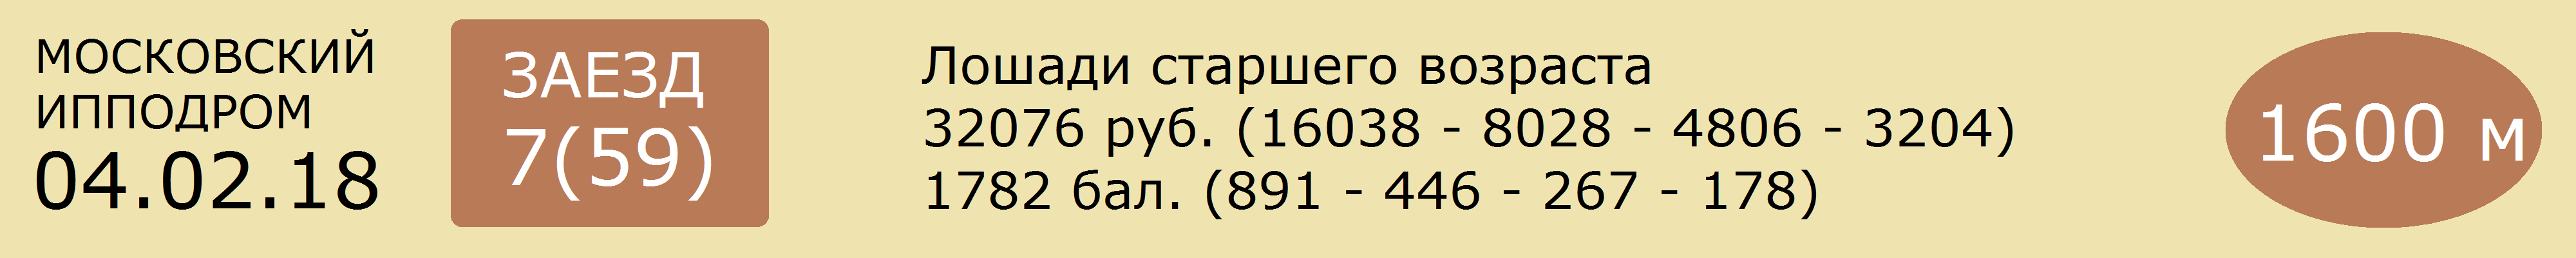 МОСКОВСКИЙ
ИППОДРОМ
04.02.18
ЗАЕЗД
7(59)
Лошади старшего возраста
32076 руб. (16038 - 8028 - 4806 - 3204)
1782 бал. (891 - 446 - 267 - 178)
1600 м